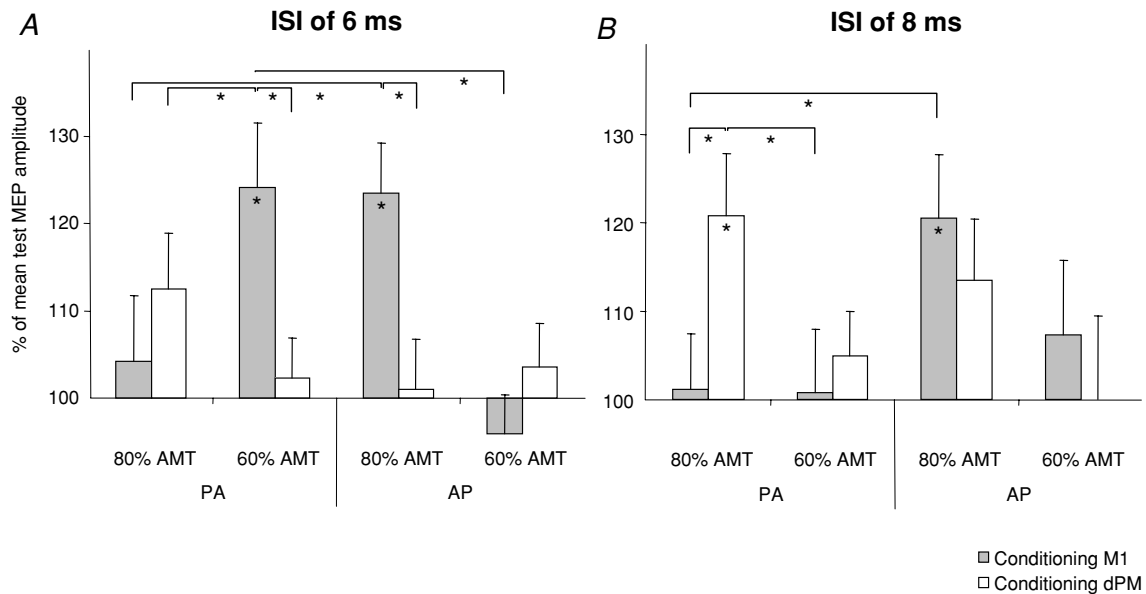 A ISI of 6 ms
% of mean test MEP amplitude
* * * * *
130
120
110
100
* *
80% AMT 60% AMT 80% AMT 60% AMT
PA AP
B ISI of 8 ms
*
* *
130
120
110
100
* *
80% AMT 60% AMT 80% AMT 60% AMT
PA AP
Conditioning M1
Conditioning dPM